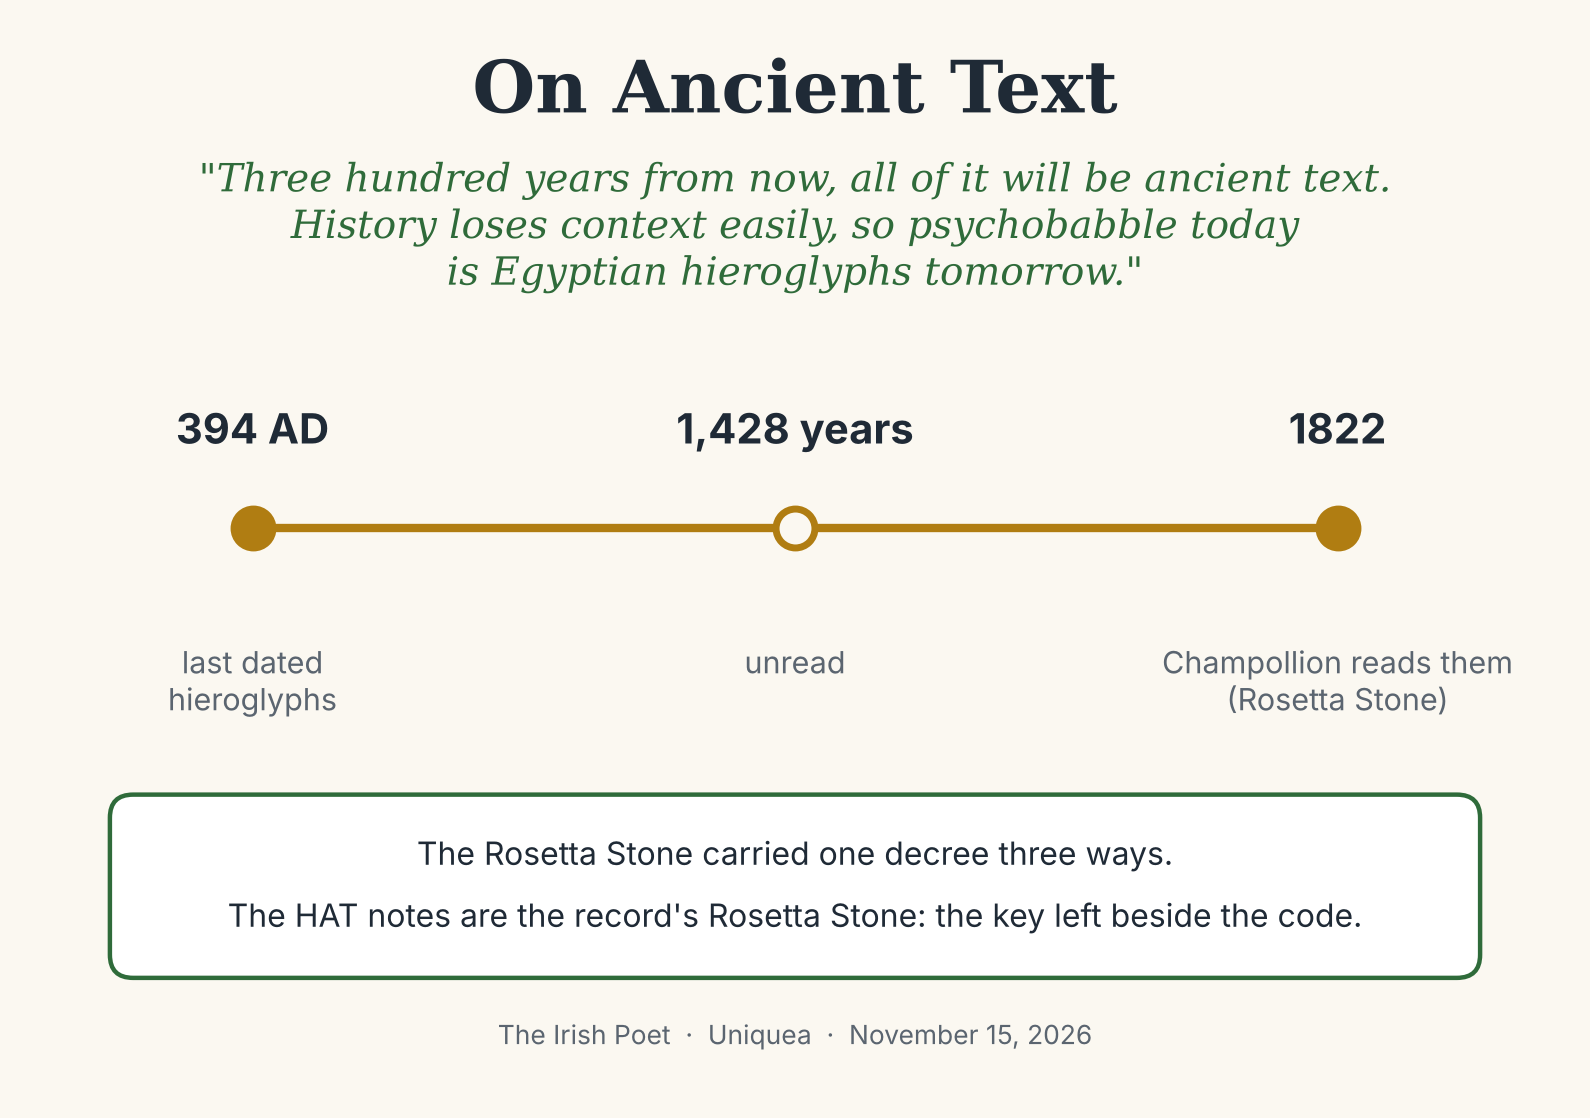 On Ancient Text
"Three hundred years from now, all of it will be ancient text.
History loses context easily, so psychobabble today
is Egyptian hieroglyphs tomorrow."
394 AD
1,428 years
1822
last dated
hieroglyphs
unread
Champollion reads them
(Rosetta Stone)
The Rosetta Stone carried one decree three ways.
The HAT notes are the record's Rosetta Stone: the key left beside the code.
The Irish Poet · Uniquea · November 15, 2026